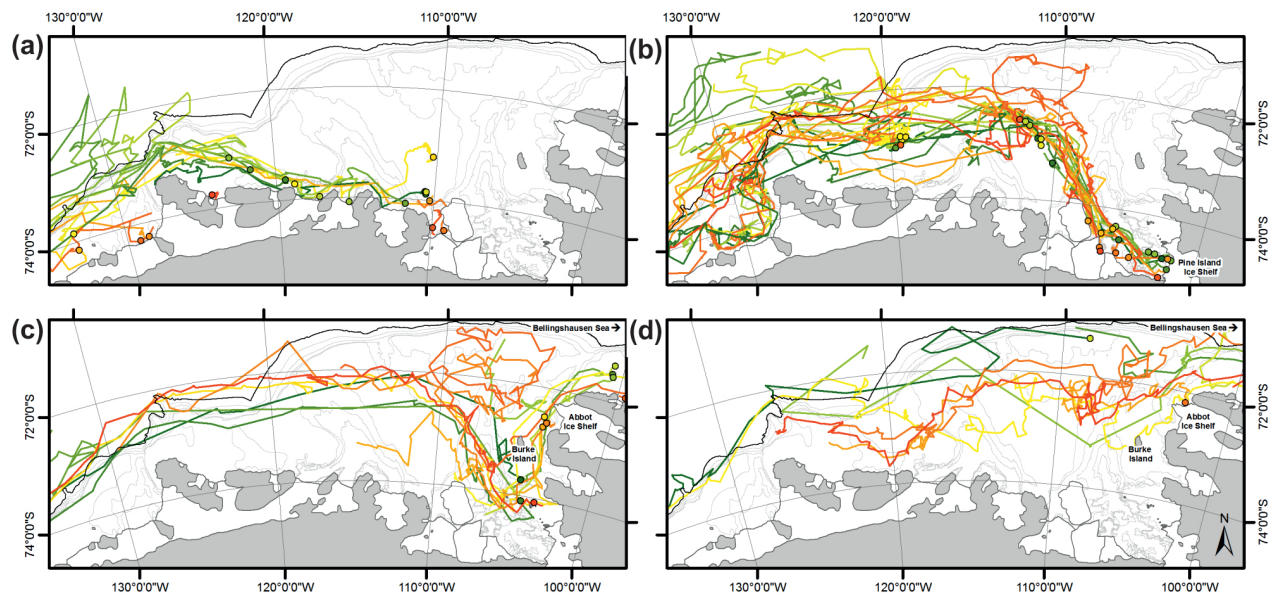 130°0'0"W 120°0'0"W 110°0'0"W 120°0'0"W 110°0'0"W
(a)
(b)
72°0'0"S
72°0'0"S
74°0'0"S
74°0'0"S
Pine Island
Ice Shelf
(c)
(d)
Bellingshausen Sea →
Bellingshausen Sea →
72°0'0"S
72°0'0"S
Abbot
Ice Shelf
Abbot
Ice Shelf
Burke
Island
Burke
Island
74°0'0"S
74°0'0"S
N
130°0'0"W 120°0'0"W 110°0'0"W 100°0'0"W 130°0'0"W 120°0'0"W 110°0'0"W 100°0'0"W